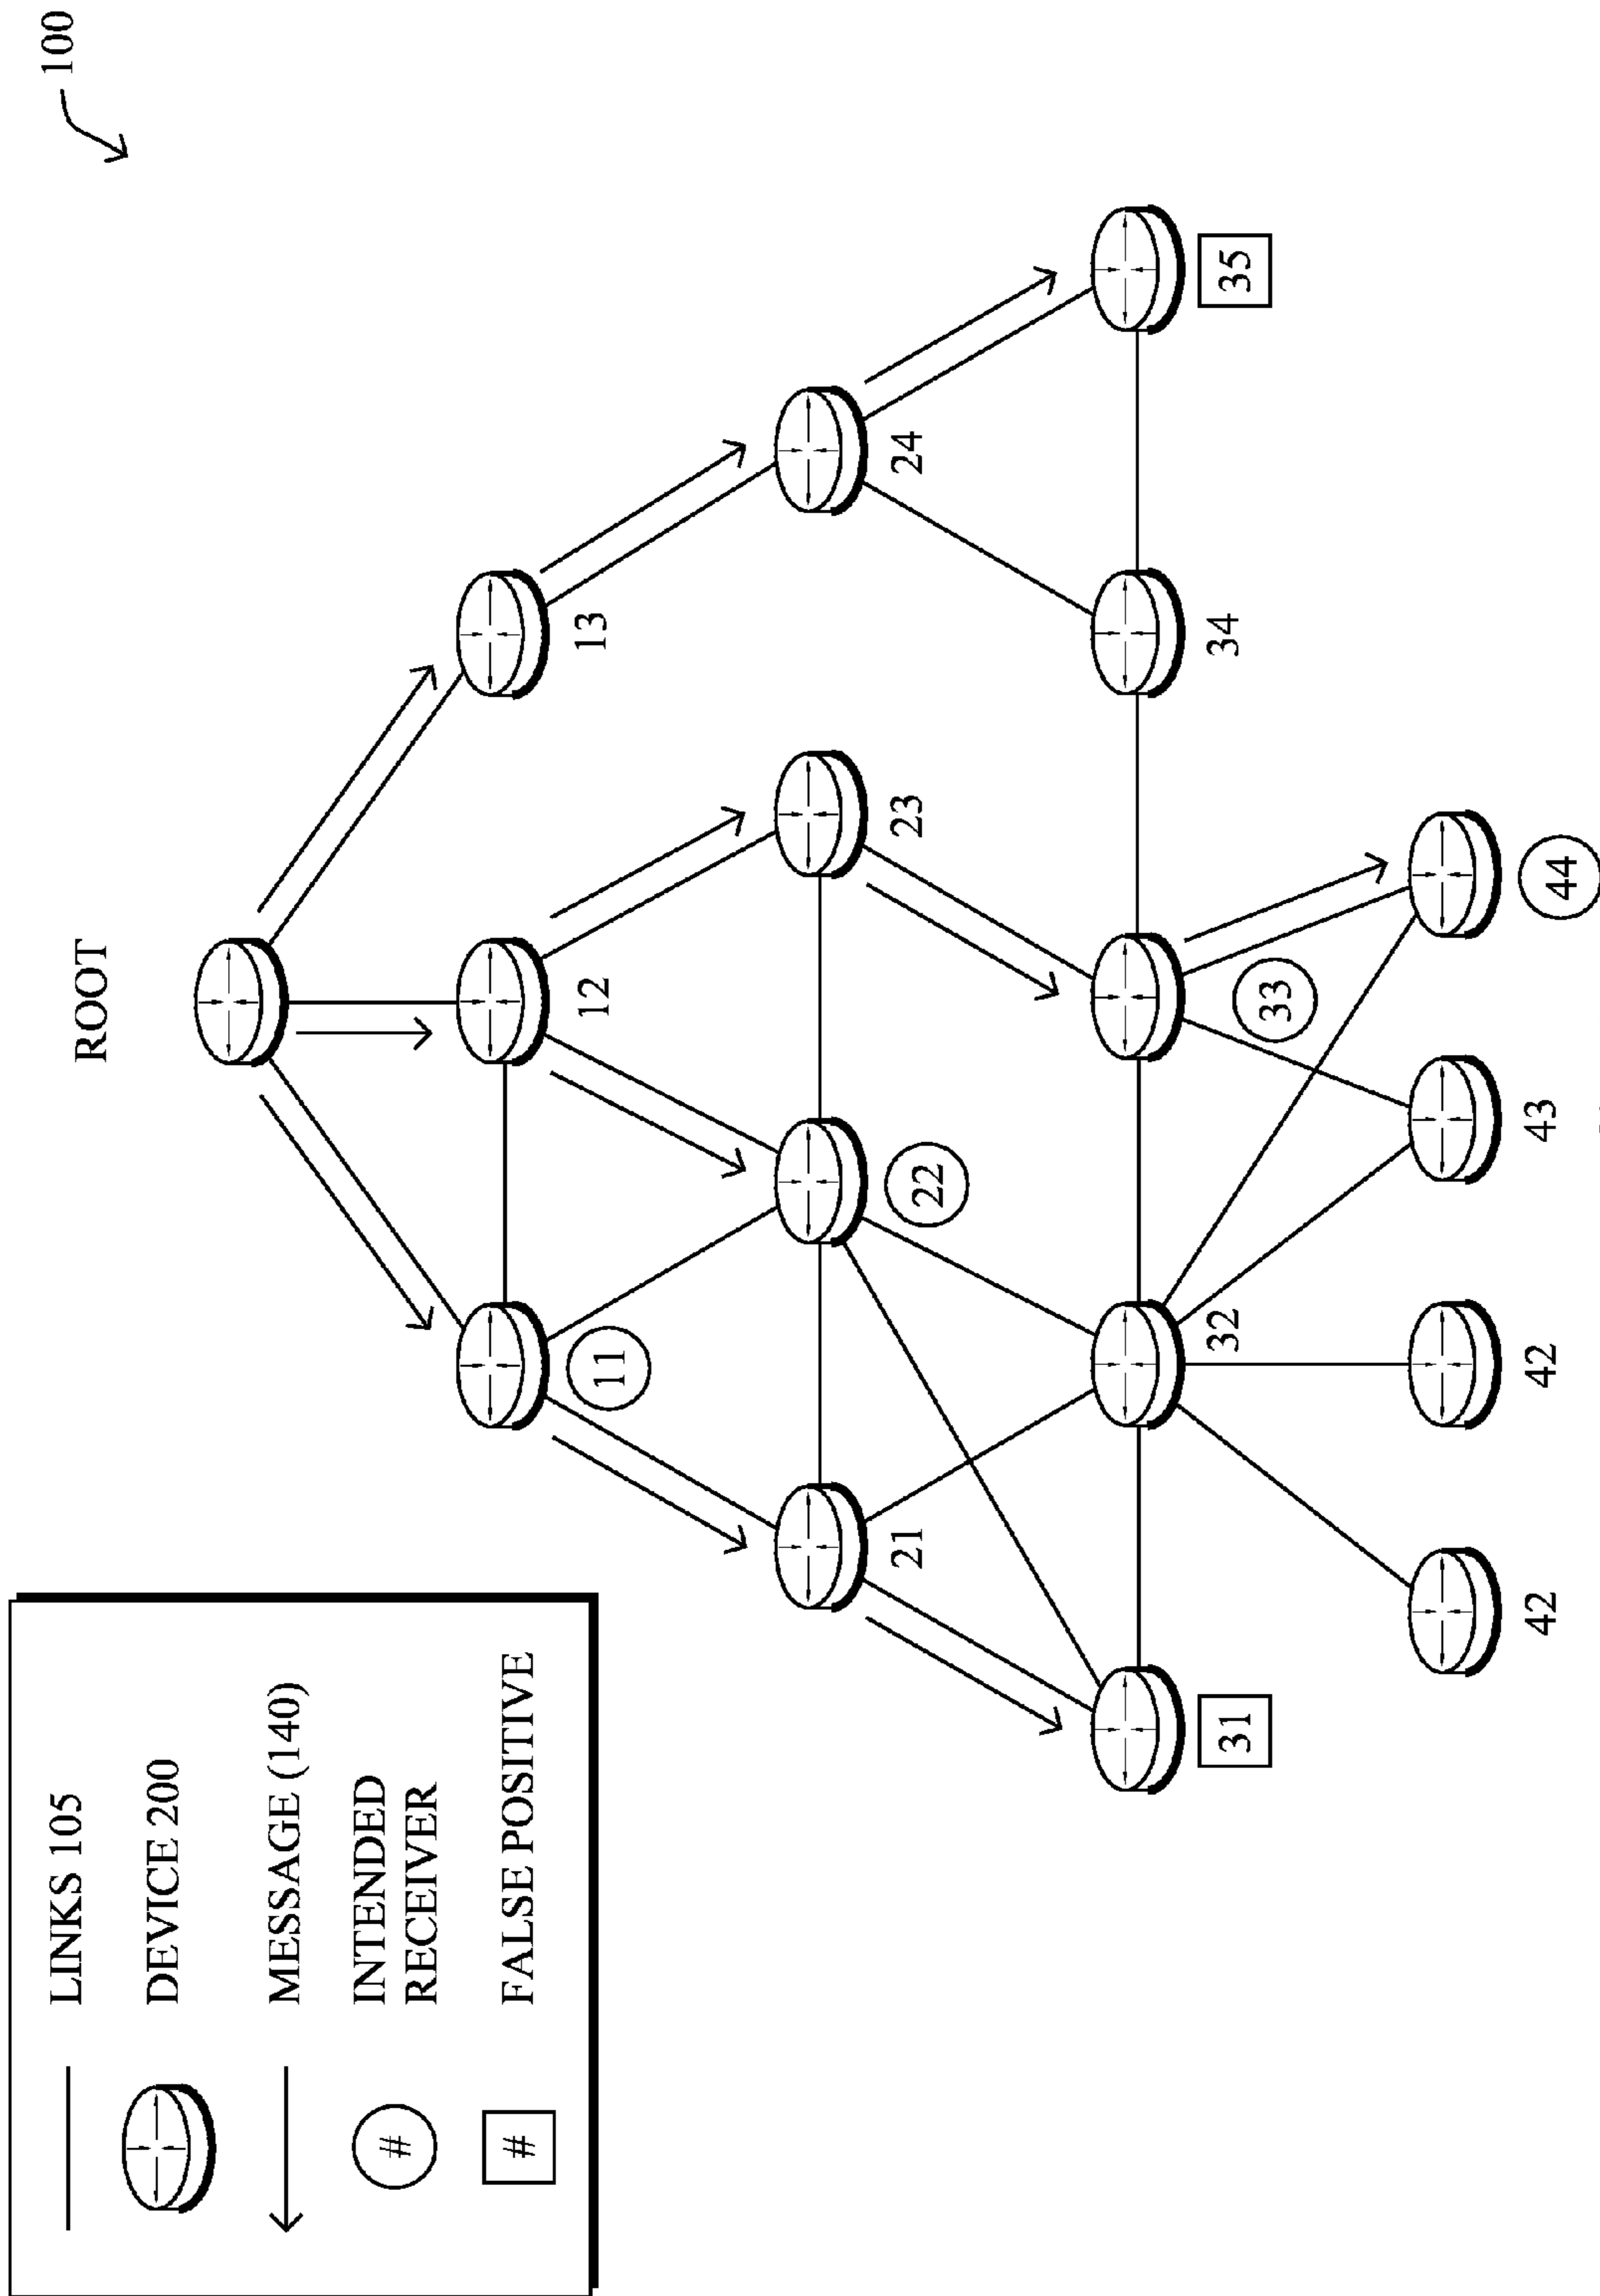 100
LINKS 105
DEVICE 200
MESSAGE (140)
INTENDED
RECEIVER
#
FALSE POSITIVE
#
ROOT
11
12
13
21
22
23
24
31
32
33
34
35
42
42
43
44